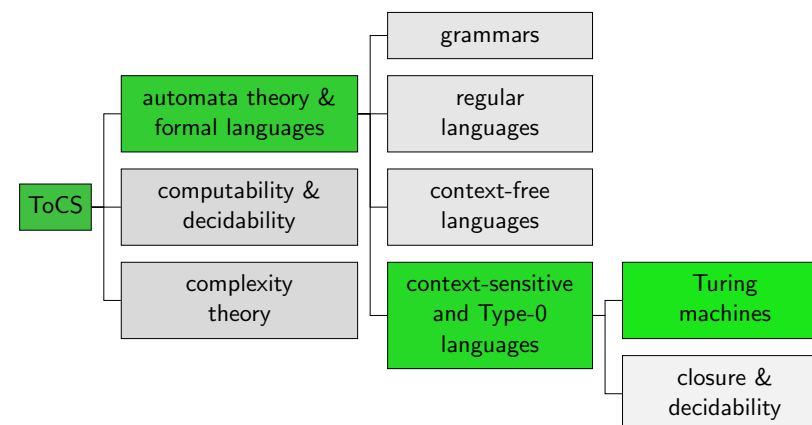 ToCS
automata theory &
formal languages
computability &
decidability
complexity
theory
grammars
regular
languages
context-free
languages
context-sensitive
and Type-0
languages
Turing
machines
closure &
decidability